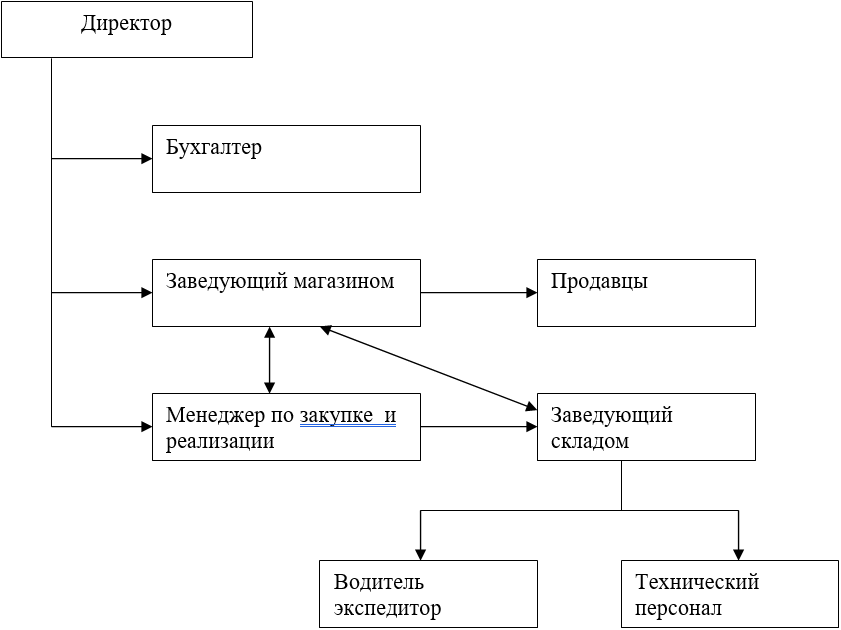 Директор
Бухгалтер
Заведующий магазином
Продавцы
Менеджер по закупке  и
реализации
Заведующий
складом
Водитель
экспедитор
Технический
персонал